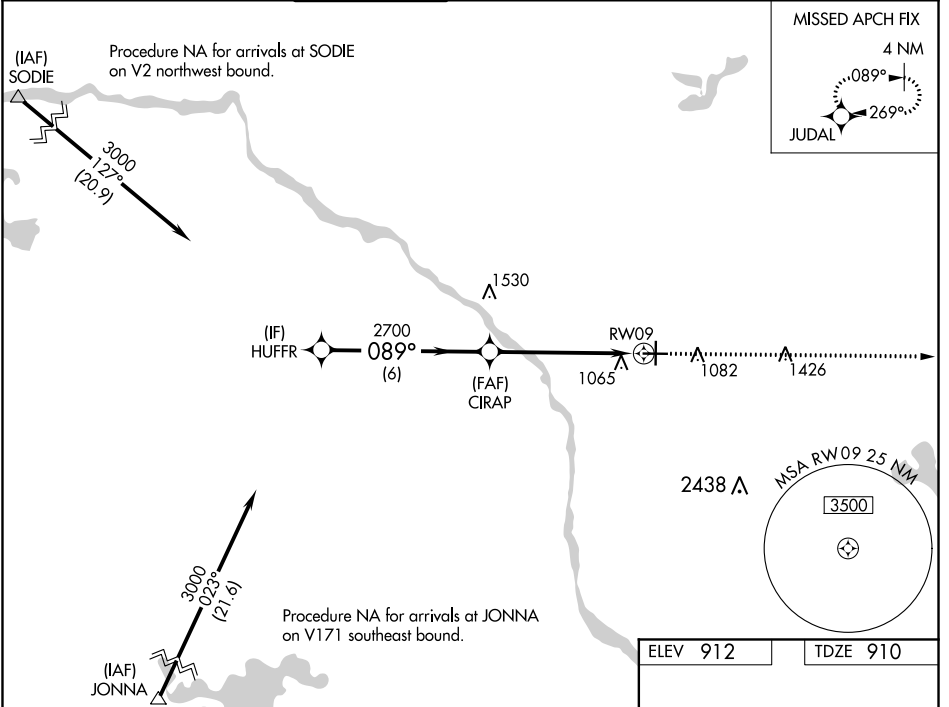 MISSED APCH FIX
4 NM
089°
269°
JUDAL
(IAF)
SODIE
Procedure NA for arrivals at SODIE
on V2 northwest bound.
3000
127°
(20.9)
1530
(IF)
HUFFR
2700
089°
(6)
(FAF)
CIRAP
RW09
1065
1082
1426
2438
MSA RW09 25 NM
3500
3000
023°
(21.6)
Procedure NA for arrivals at JONNA
on V171 southeast bound.
(IAF)
JONNA
ELEV 912
TDZE 910